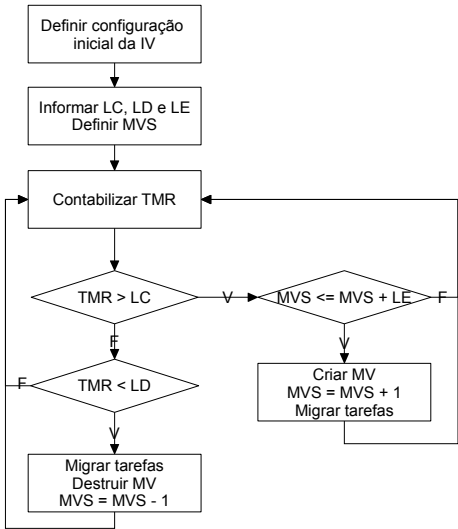 Definir configuração
inicial da IV
Informar LC, LD e LE
Definir MVS
Contabilizar TMR
TMR > LC
V
MVS <= MVS + LE
F
F
V
TMR < LD
F
Criar MV
MVS = MVS + 1
Migrar tarefas
V
Migrar tarefas
Destruir MV
MVS = MVS - 1